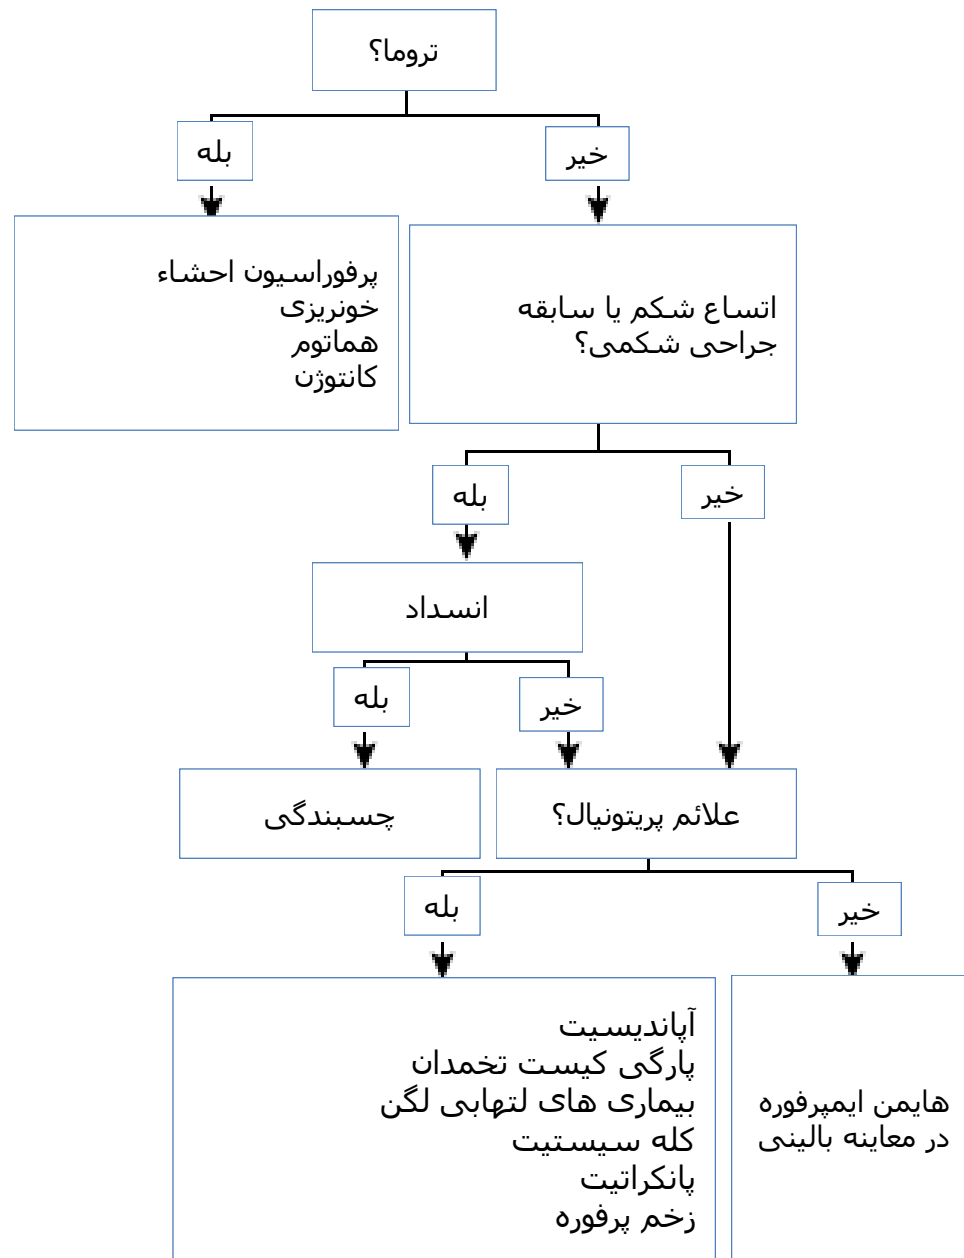 تروما؟
بله
خیر
پرفوراسیون احشاء
خونریزی
هماتوم
کانتوژن
اتساع شکم یا سابقه
جراحی شکمی؟
بله
خیر
انسداد
بله
خیر
چسبندگی
علائم پریتونیال؟
بله
خیر
آپاندیسیت
پارگی کیست تخمدان
بیماری های لتهابی لگن
کله سیستیت
پانکراتیت
زخم پرفوره
هایمن ایمپرفوره
در معاینه بالینی